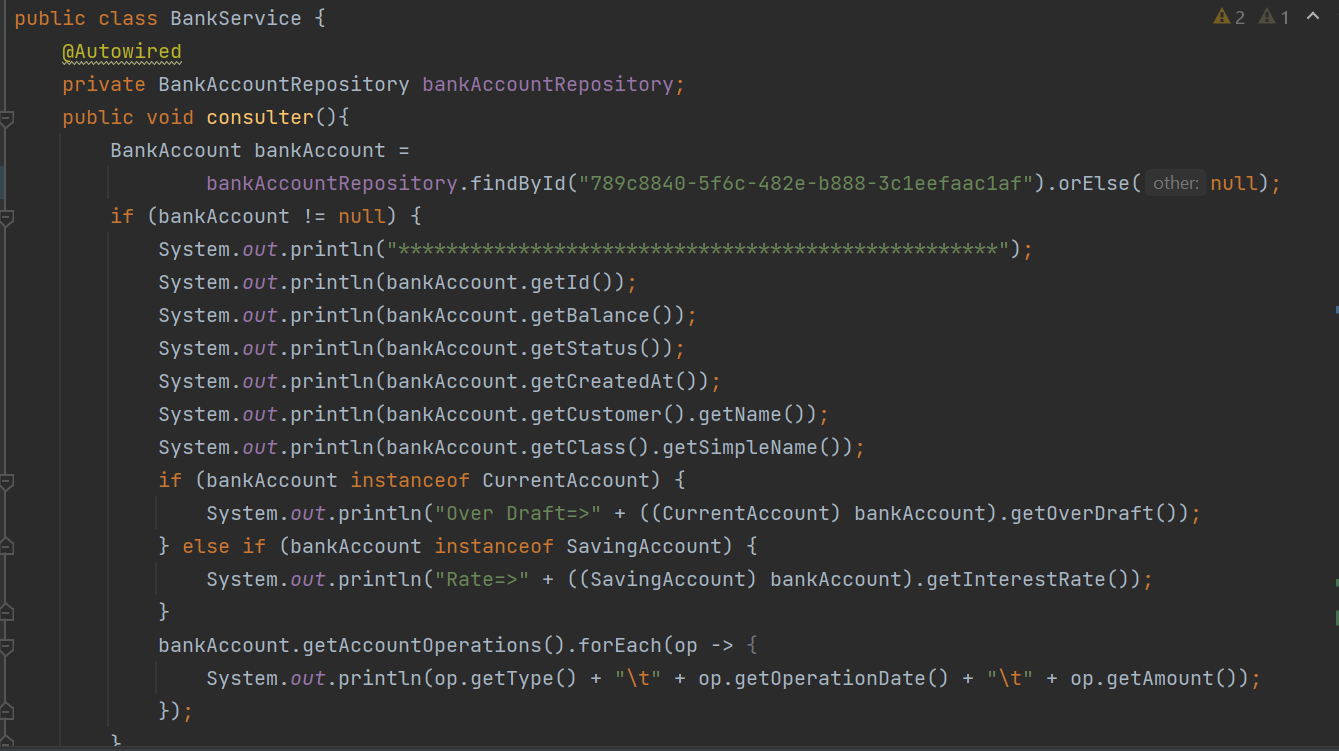 public class BankService {
2 1
@Autowired
private BankAccountRepository bankAccountRepository;
public void consulter(){
BankAccount bankAccount =
bankAccountRepository.findById("789c8840-5f6c-482e-b888-3c1eefaac1af").orElse( other: null);
if (bankAccount != null) {
System.out.println("**************************************************");
System.out.println(bankAccount.getId());
System.out.println(bankAccount.getBalance());
System.out.println(bankAccount.getStatus());
System.out.println(bankAccount.getCreatedAt());
System.out.println(bankAccount.getCustomer().getName());
System.out.println(bankAccount.getClass().getSimpleName());
if (bankAccount instanceof CurrentAccount) {
System.out.println("Over Draft=>" + ((CurrentAccount) bankAccount).getOverDraft());
} else if (bankAccount instanceof SavingAccount) {
System.out.println("Rate=>" + ((SavingAccount) bankAccount).getInterestRate());
}
bankAccount.getAccountOperations().forEach(op -> {
System.out.println(op.getType() + "\t" + op.getOperationDate() + "\t" + op.getAmount());
});
}